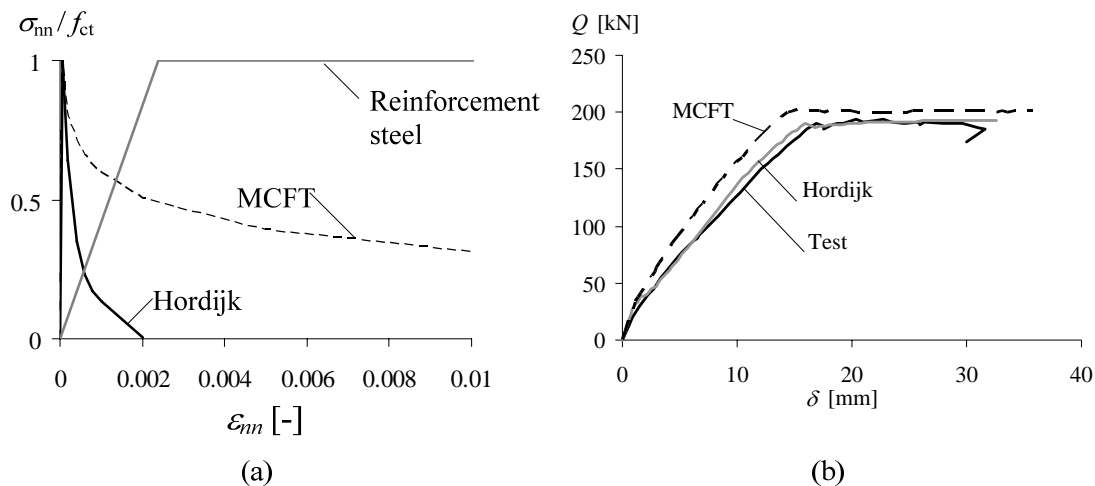 σnn / fct
1
0.5
0
0 0.002 0.004 0.006 0.008 0.01
εnn [-]
Reinforcement
steel
MCFT
Hordijk
(a)
Q [kN]
250
200
150
100
50
0
0 10 20 30 40
δ [mm]
MCFT
Hordijk
Test
(b)